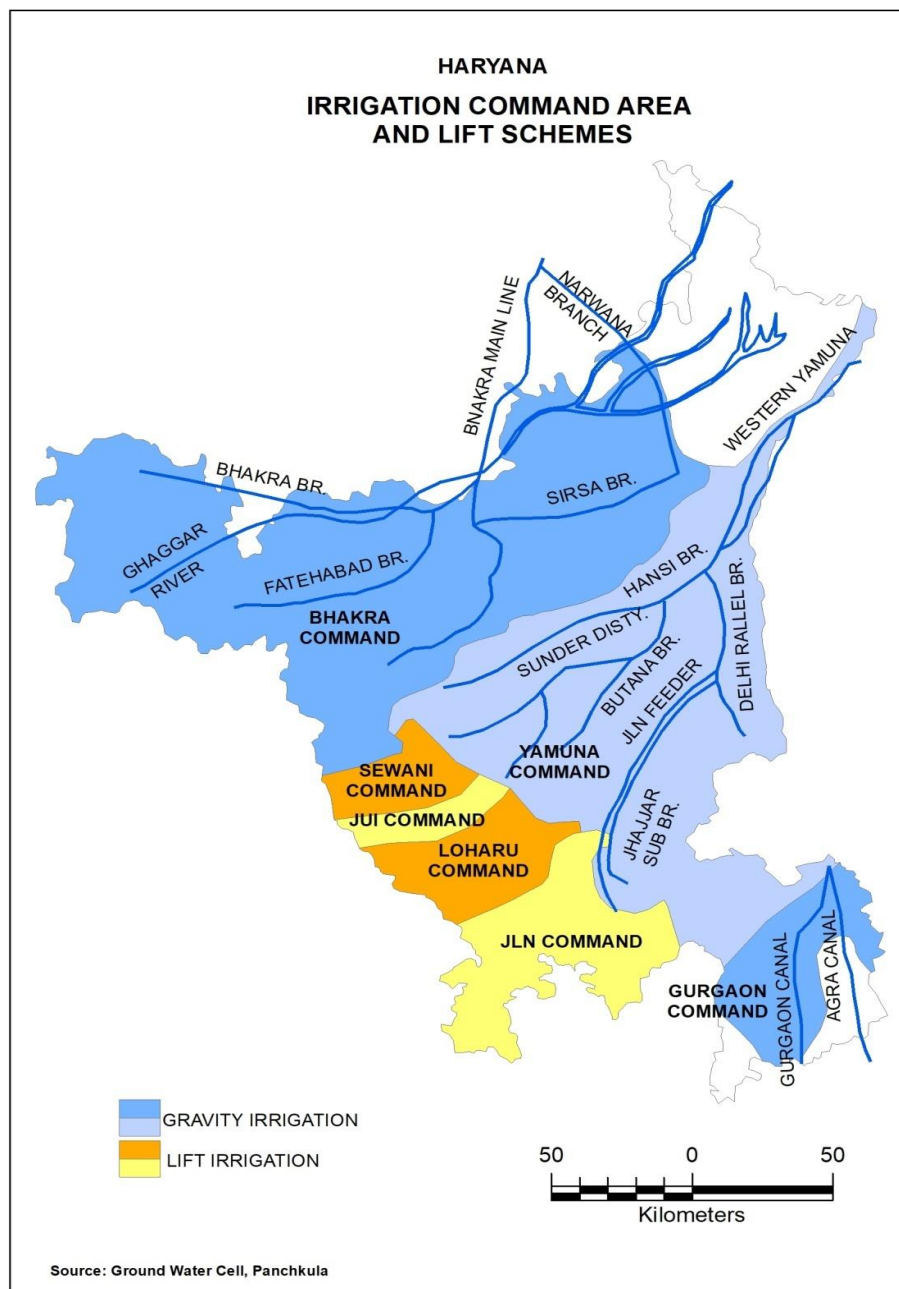 HARYANA
IRRIGATION COMMAND AREA
AND LIFT SCHEMES
BNAKRA MAIN LINE
NARWANA
BRANCH
WESTERN YAMUNA
BHAKRA BR.
SIRSA BR.
GHAGGAR
RIVER
FATEHABAD BR.
BHAKRA
COMMAND
HANSI BR.
SUNDER DISTY.
BUTANA BR.
JLN FEEDER
DELHI RALLEL BR.
YAMUNA
COMMAND
SEWANI
COMMAND
JUI COMMAND
LOHARU
COMMAND
JHAJJAR
SUB BR.
JLN COMMAND
GURGAON
COMMAND
GURGAON CANAL
AGRA CANAL
GRAVITY IRRIGATION
LIFT IRRIGATION
50 0 50
Kilometers
Source: Ground Water Cell, Panchkula